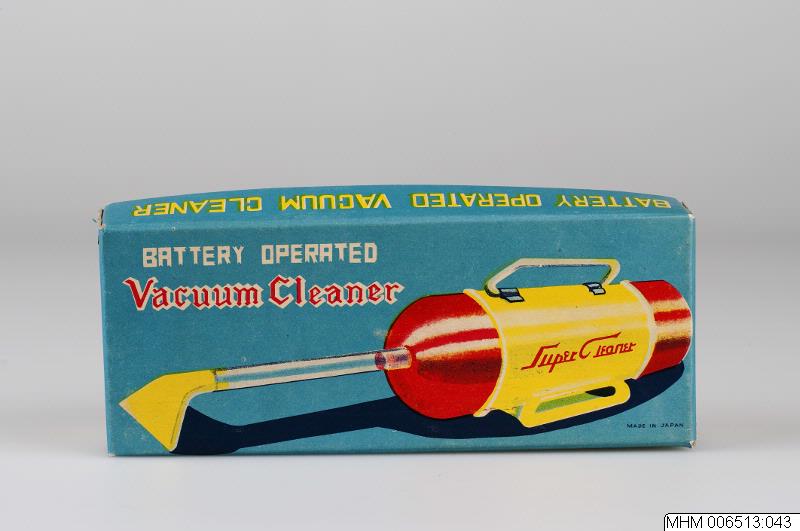 BATTERY OPERATED VACUUM CLEANER
BATTERY OPERATED
Vacuum Cleaner
Super Cleaner
MADE IN JAPAN
MHM 006513:043